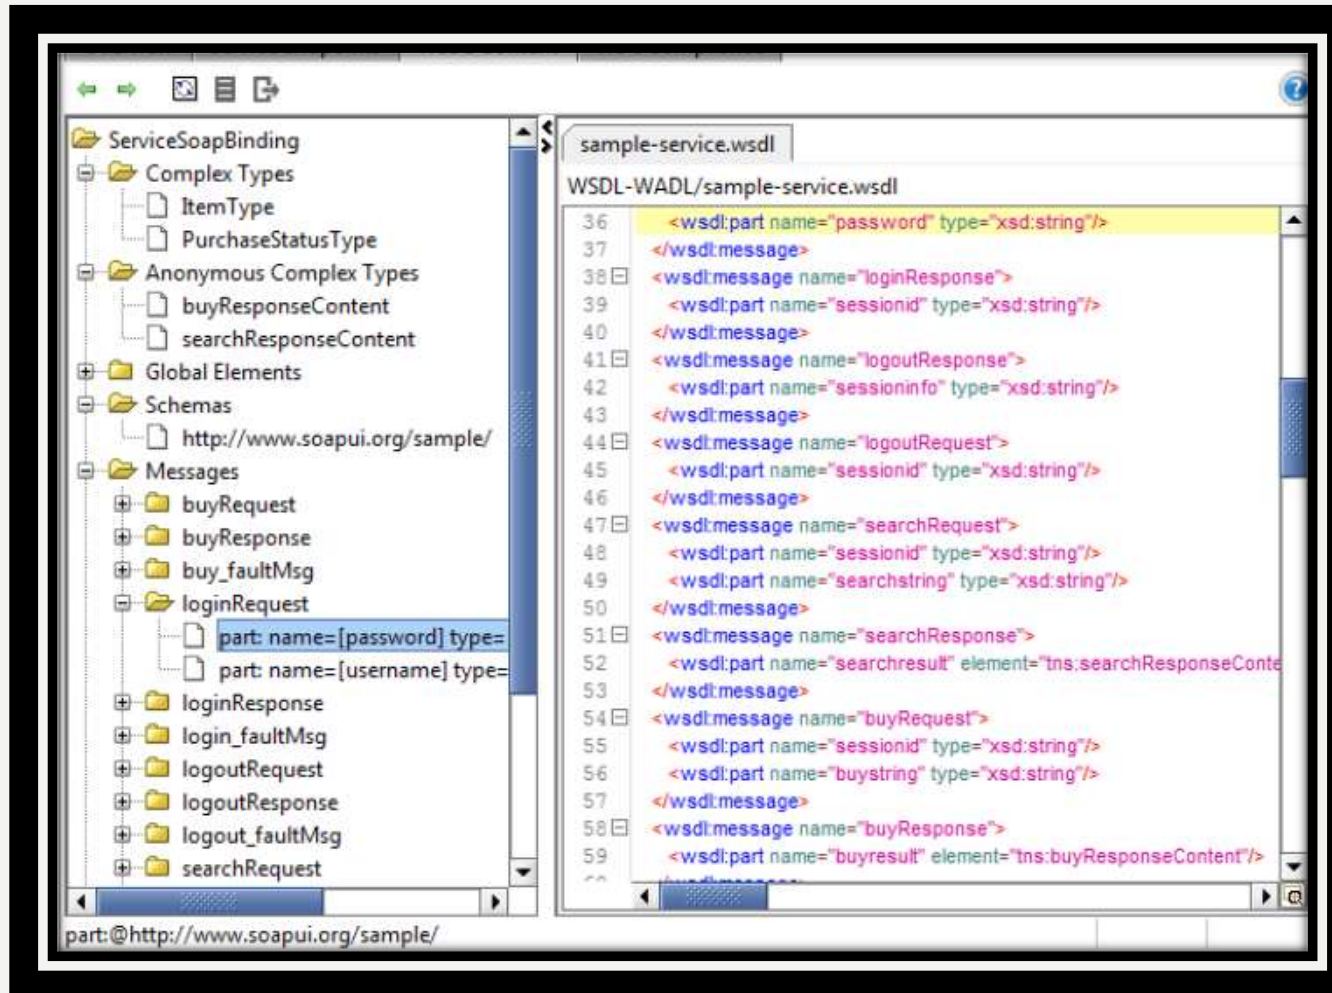 ServiceSoapBinding
Complex Types
ItemType
PurchaseStatusType
Anonymous Complex Types
buyResponseContent
searchResponseContent
Global Elements
Schemas
http://www.soapui.org/sample/
Messages
buyRequest
buyResponse
buy_faultMsg
loginRequest
part: name=[password] type=
part: name=[username] type=
loginResponse
login_faultMsg
logoutRequest
logoutResponse
logout_faultMsg
searchRequest
part:@http://www.soapui.org/sample/
sample-service.wsdl
WSDL-WADL/sample-service.wsdl
36 <wsdl:part name="password" type="xsd:string"/>
37 </wsdl:message>
38 <wsdl:message name="loginResponse">
39 <wsdl:part name="sessionid" type="xsd:string"/>
40 </wsdl:message>
41 <wsdl:message name="logoutResponse">
42 <wsdl:part name="sessioninfo" type="xsd:string"/>
43 </wsdl:message>
44 <wsdl:message name="logoutRequest">
45 <wsdl:part name="sessionid" type="xsd:string"/>
46 </wsdl:message>
47 <wsdl:message name="searchRequest">
48 <wsdl:part name="sessionid" type="xsd:string"/>
49 <wsdl:part name="searchstring" type="xsd:string"/>
50 </wsdl:message>
51 <wsdl:message name="searchResponse">
52 <wsdl:part name="searchresult" element="tns:searchResponseConte
53 </wsdl:message>
54 <wsdl:message name="buyRequest">
55 <wsdl:part name="sessionid" type="xsd:string"/>
56 <wsdl:part name="buystring" type="xsd:string"/>
57 </wsdl:message>
58 <wsdl:message name="buyResponse">
59 <wsdl:part name="buyresult" element="tns:buyResponseContent"/>